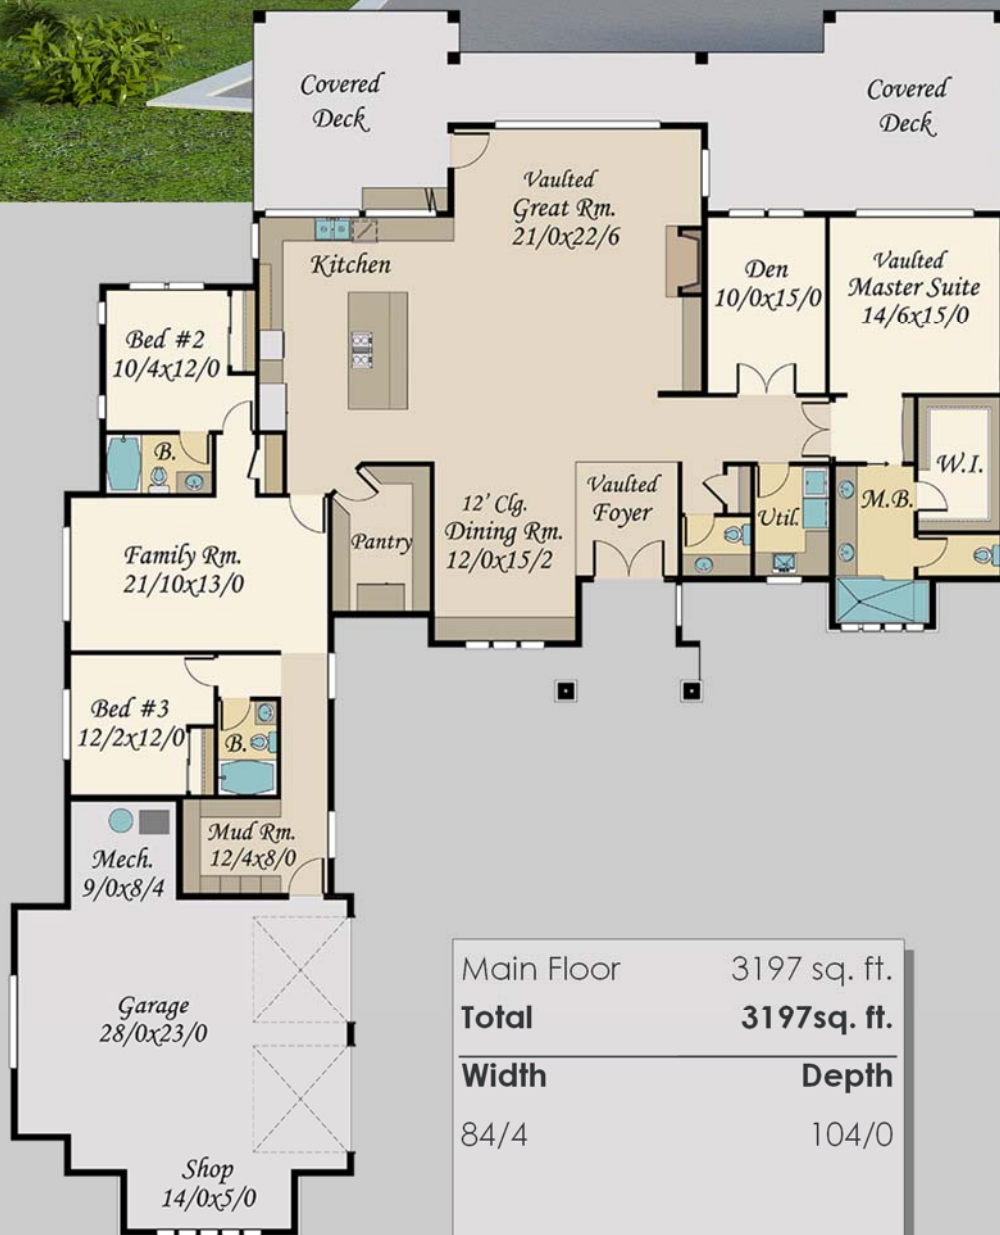 Covered
Deck
Covered
Deck
Vaulted
Great Rm.
21/0x22/6
Kitchen
Den
10/0x15/0
Vaulted
Master Suite
14/6x15/0
Bed #2
10/4x12/0
B.
W.I.
M.B.
Util.
Vaulted
Foyer
12' Clg.
Dining Rm.
12/0x15/2
Pantry
Family Rm.
21/10x13/0
Bed #3
12/2x12/0
B.
Mud Rm.
12/4x8/0
Mech.
9/0x8/4
Garage
28/0x23/0
Shop
14/0x5/0
Main Floor 3197 sq. ft.
Total 3197sq. ft.
Width Depth
84/4 104/0